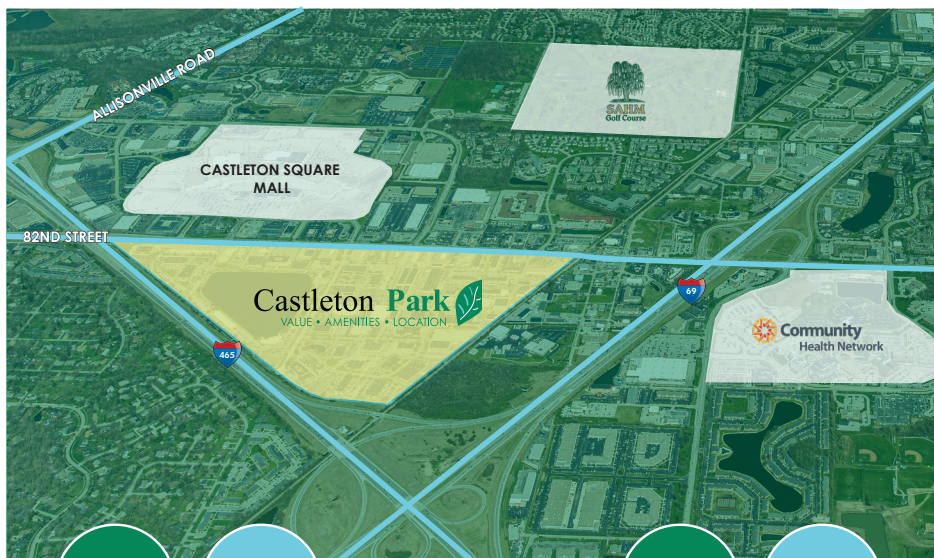 ALLISONVILLE ROAD
SAHM
Golf Course
CASTLETON SQUARE
MALL
82ND STREET
Castleton Park
VALUE • AMENITIES • LOCATION
69
465
Community
Health Network